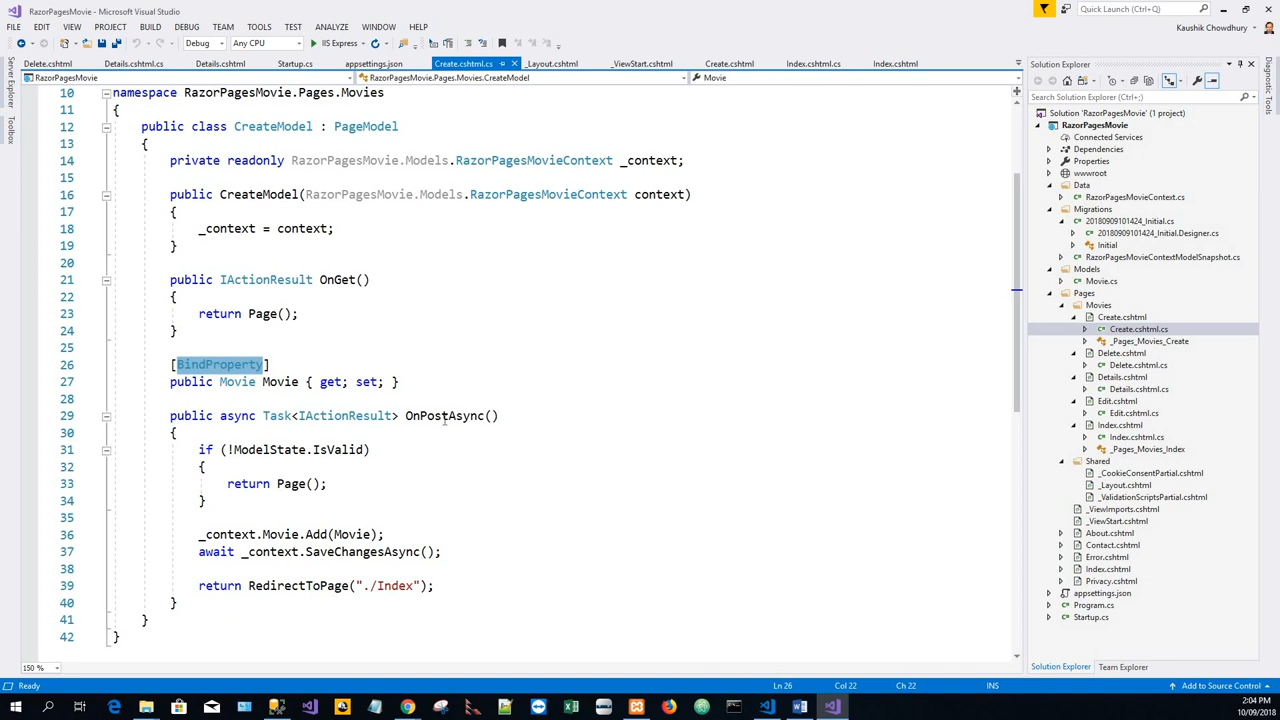 RazorPagesMovie - Microsoft Visual Studio
Quick Launch (Ctrl+Q)
FILE EDIT VIEW PROJECT BUILD DEBUG TEAM TOOLS TEST ANALYZE WINDOW HELP
Kaushik Chowdhury
Debug Any CPU IIS Express
Delete.cshtml Details.cshtml.cs Details.cshtml Startup.cs appsettings.json Create.cshtml.cs _Layout.cshtml _ViewStart.cshtml Create.cshtml Index.cshtml.cs Index.cshtml
RazorPagesMovie RazorPagesMovie.Pages.Movies.CreateModel Movie
Server Explorer
Toolbox
10 namespace RazorPagesMovie.Pages.Movies
11 {
12 public class CreateModel : PageModel
13 {
14 private readonly RazorPagesMovie.Models.RazorPagesMovieContext _context;
15
16 public CreateModel(RazorPagesMovie.Models.RazorPagesMovieContext context)
17 {
18 _context = context;
19 }
20
21 public IActionResult OnGet()
22 {
23 return Page();
24 }
25
26 [BindProperty]
27 public Movie Movie { get; set; }
28
29 public async Task<IActionResult> OnPostAsync()
30 {
31 if (!ModelState.IsValid)
32 {
33 return Page();
34 }
35
36 _context.Movie.Add(Movie);
37 await _context.SaveChangesAsync();
38
39 return RedirectToPage("./Index");
40 }
41 }
42 }
150 %
Solution Explorer
Search Solution Explorer (Ctrl+;)
Solution 'RazorPagesMovie' (1 project)
RazorPagesMovie
Connected Services
Dependencies
Properties
wwwroot
Data
RazorPagesMovieContext.cs
Migrations
20180909101424_Initial.cs
20180909101424_Initial.Designer.cs
Initial
RazorPagesMovieContextModelSnapshot.cs
Models
Movie.cs
Pages
Movies
Create.cshtml
Create.cshtml.cs
_Pages_Movies_Create
Delete.cshtml
Delete.cshtml.cs
Details.cshtml
Details.cshtml.cs
Edit.cshtml
Edit.cshtml.cs
Index.cshtml
Index.cshtml.cs
_Pages_Movies_Index
Shared
_CookieConsentPartial.cshtml
_Layout.cshtml
_ValidationScriptsPartial.cshtml
_ViewImports.cshtml
_ViewStart.cshtml
About.cshtml
Contact.cshtml
Error.cshtml
Index.cshtml
Privacy.cshtml
appsettings.json
Program.cs
Startup.cs
Solution Explorer Team Explorer
Diagnostic Tools
Ready Ln 26 Col 22 Ch 22 INS Add to Source Control
2:04 PM
10/09/2018